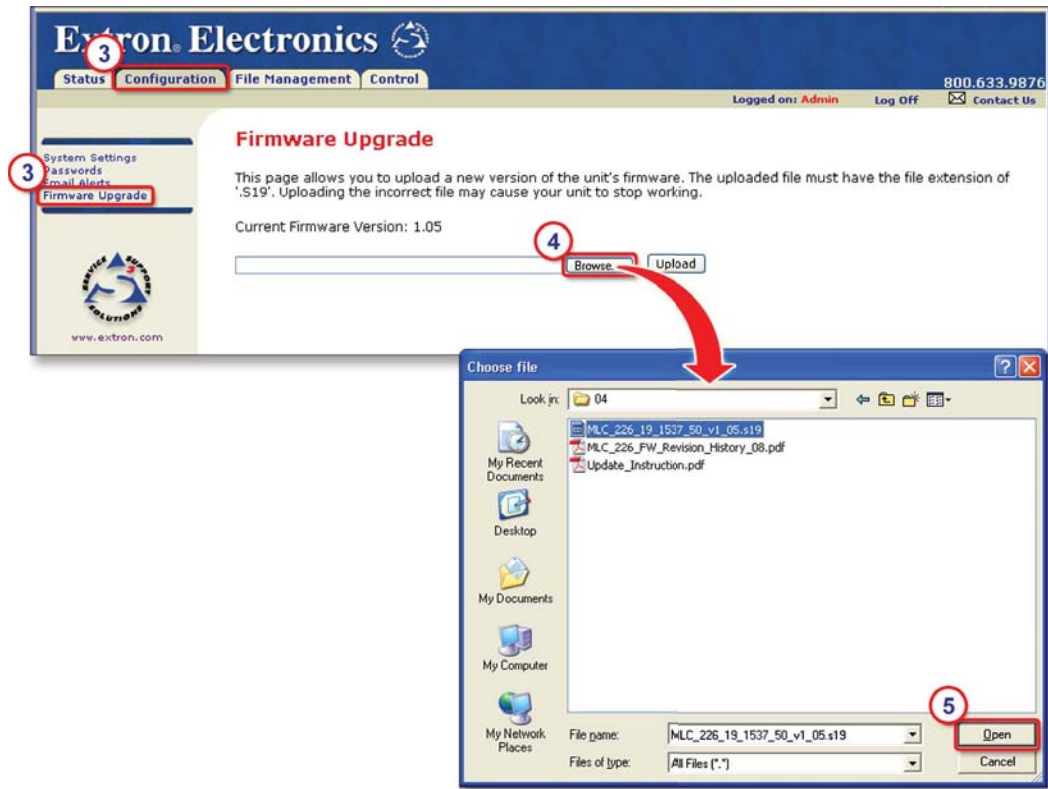 Extron® Electronics
3
Status Configuration File Management Control
800.633.9876
Logged on: Admin Log Off Contact Us
System Settings
Passwords
Email Alerts
Firmware Upgrade
3
SERVICE SUPPORT SOLUTIONS
S3
www.extron.com
Firmware Upgrade
This page allows you to upload a new version of the unit's firmware. The uploaded file must have the file extension of
'.S19'. Uploading the incorrect file may cause your unit to stop working.
Current Firmware Version: 1.05
4
Browse... Upload
Choose file
Look in: 04
MLC_226_19_1537_50_v1_05.s19
MLC_226_FW_Revision_History_08.pdf
Update_Instruction.pdf
My Recent
Documents
Desktop
My Documents
My Computer
My Network
Places
5
File name: MLC_226_19_1537_50_v1_05.s19 Open
Files of type: All Files (*.*) Cancel